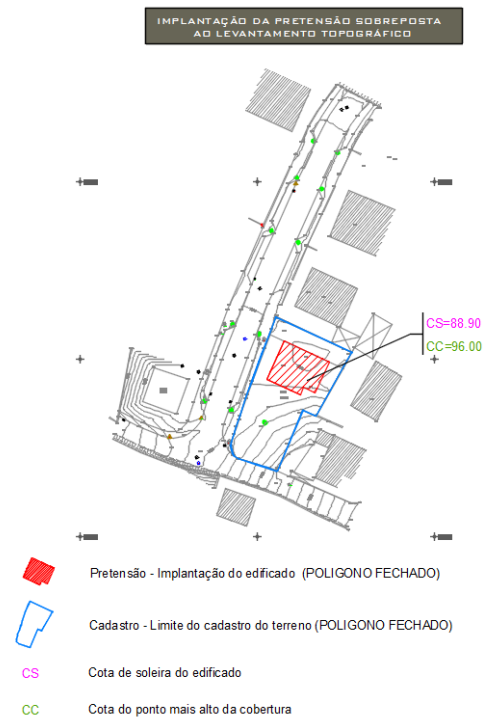 IMPLANTAÇÃO DA PRETENSÃO SOBREPOSTA
AO LEVANTAMENTO TOPOGRÁFICO
CS=88.90
CC=96.00
Pretensão - Implantação do edificado (POLIGONO FECHADO)
Cadastro - Limite do cadastro do terreno (POLIGONO FECHADO)
CS Cota de soleira do edificado
CC Cota do ponto mais alto da cobertura